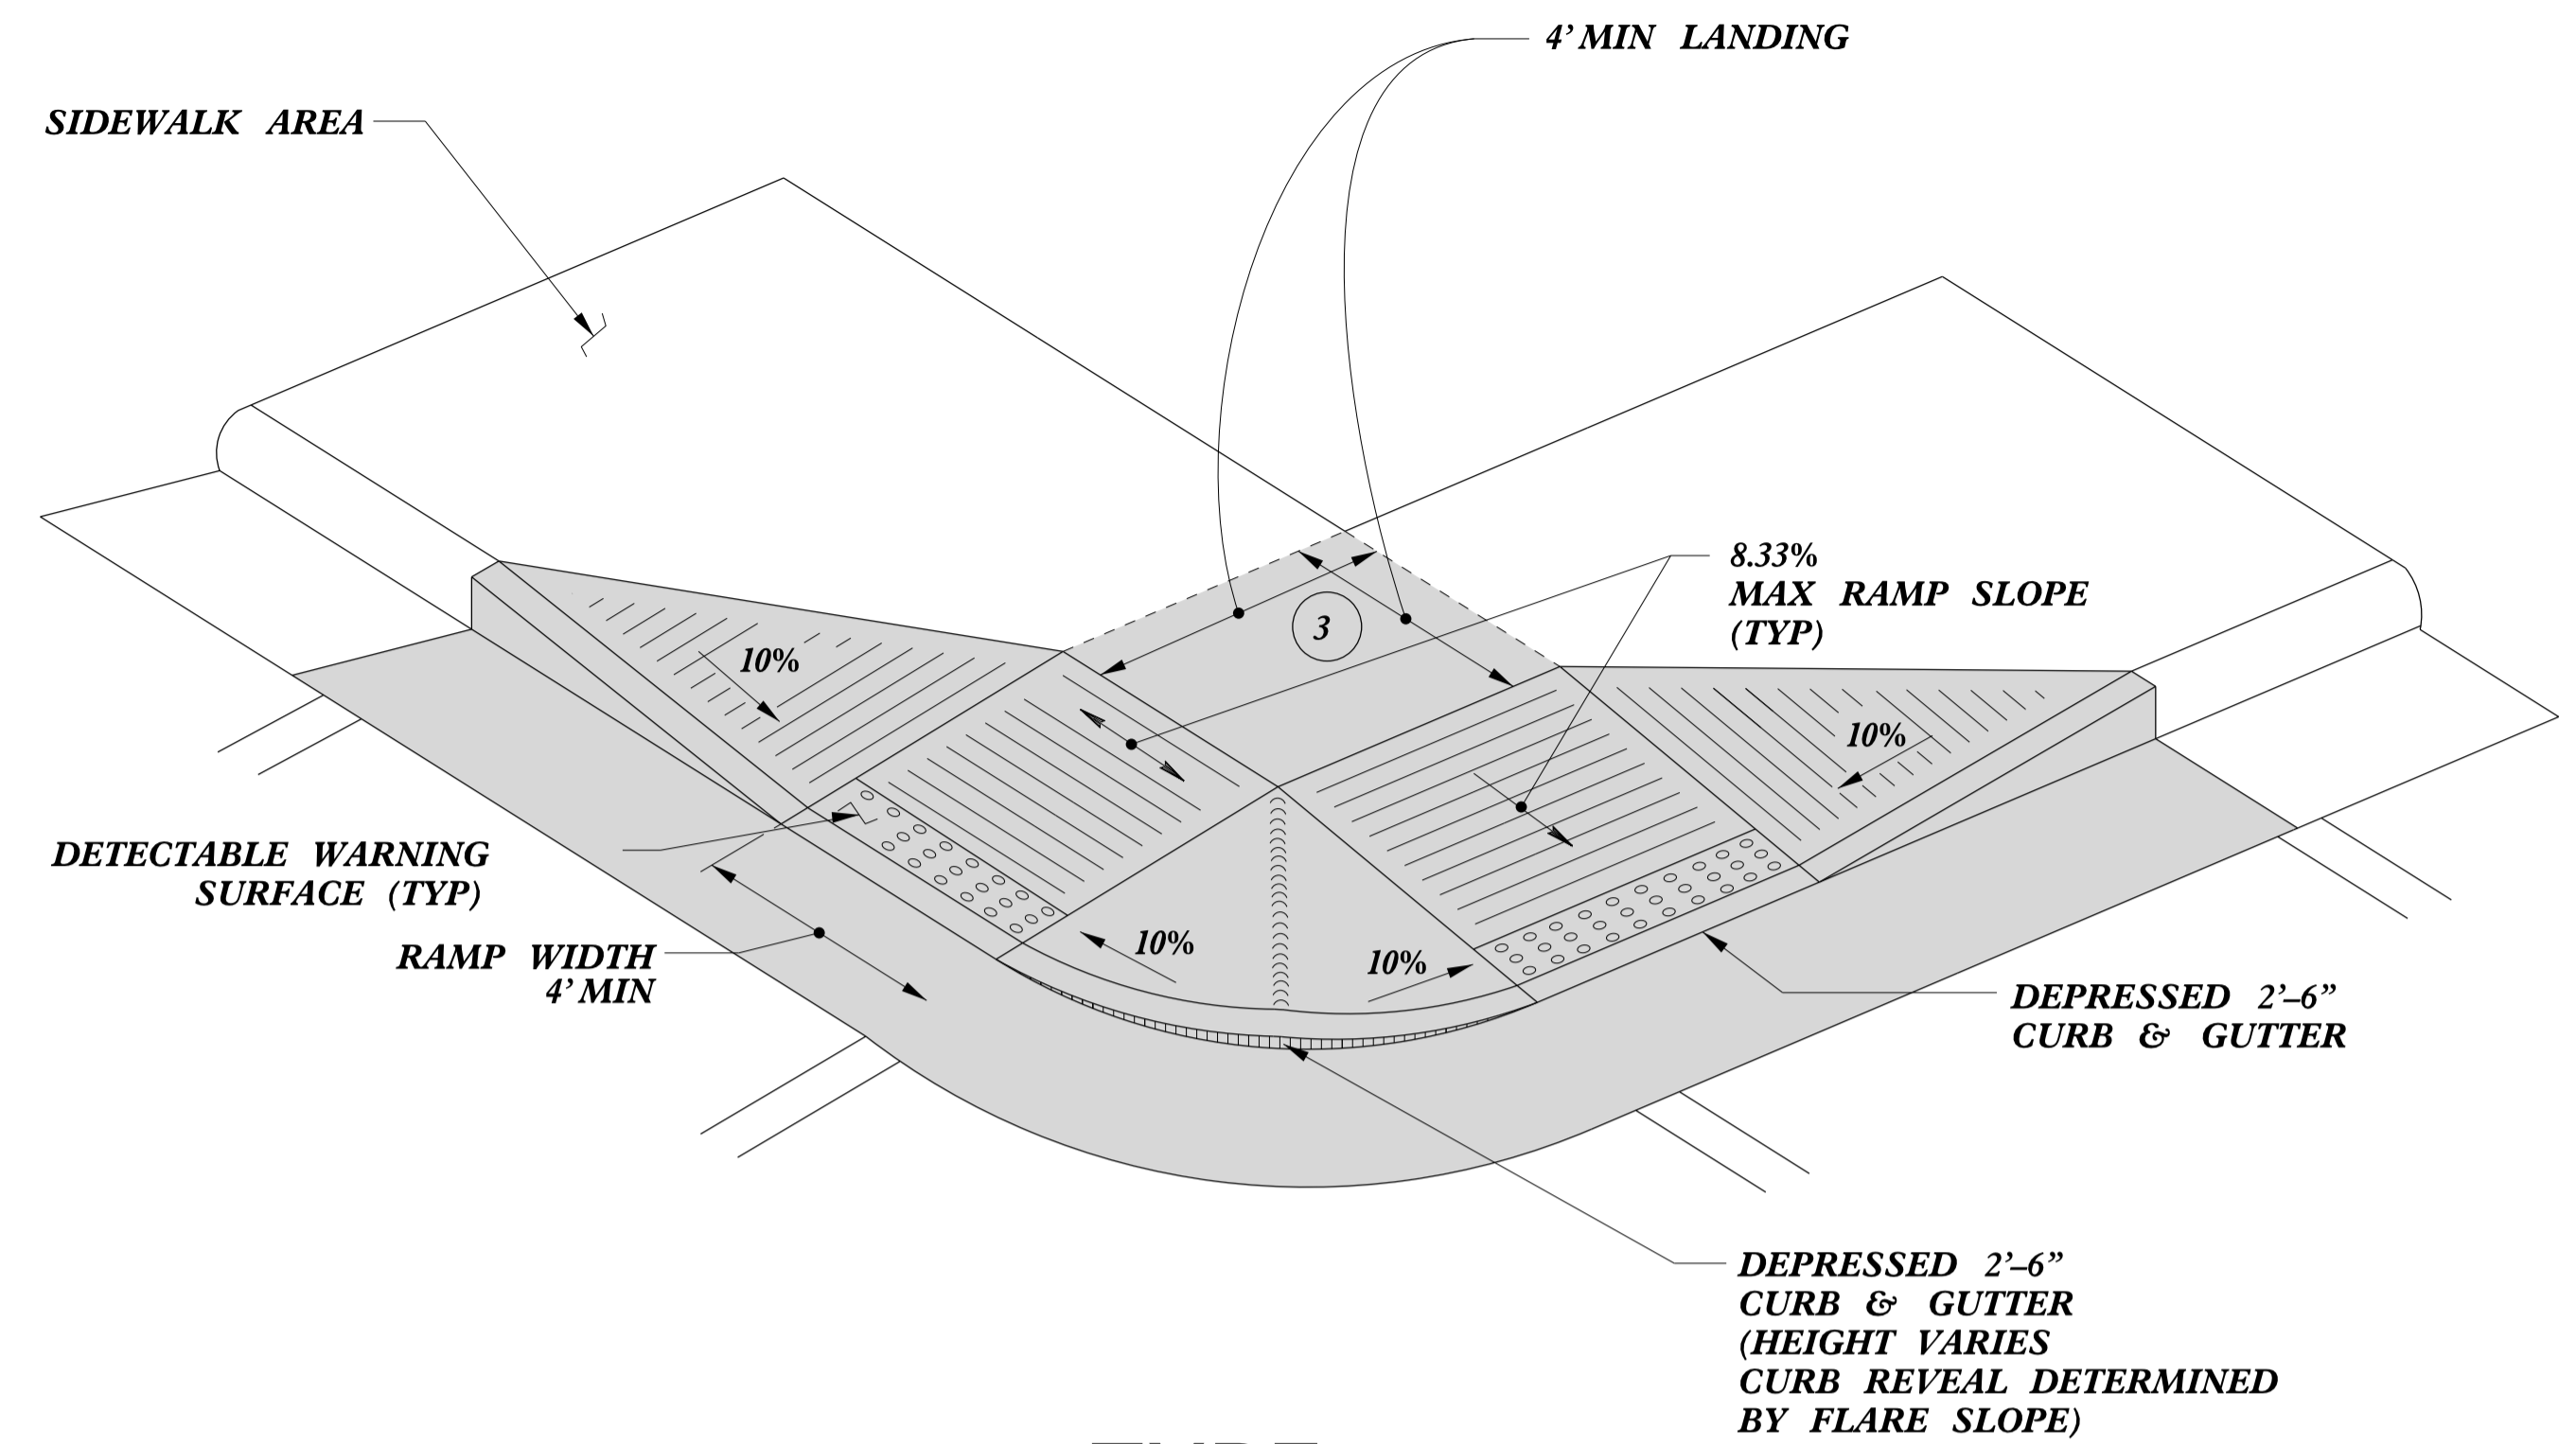 4' MIN LANDING
SIDEWALK AREA
8.33%
MAX RAMP SLOPE
(TYP)
3
10%
10%
DETECTABLE WARNING
SURFACE (TYP)
RAMP WIDTH
4' MIN
10%
10%
DEPRESSED 2'–6”
CURB & GUTTER
DEPRESSED 2'–6”
CURB & GUTTER
(HEIGHT VARIES
CURB REVEAL DETERMINED
BY FLARE SLOPE)